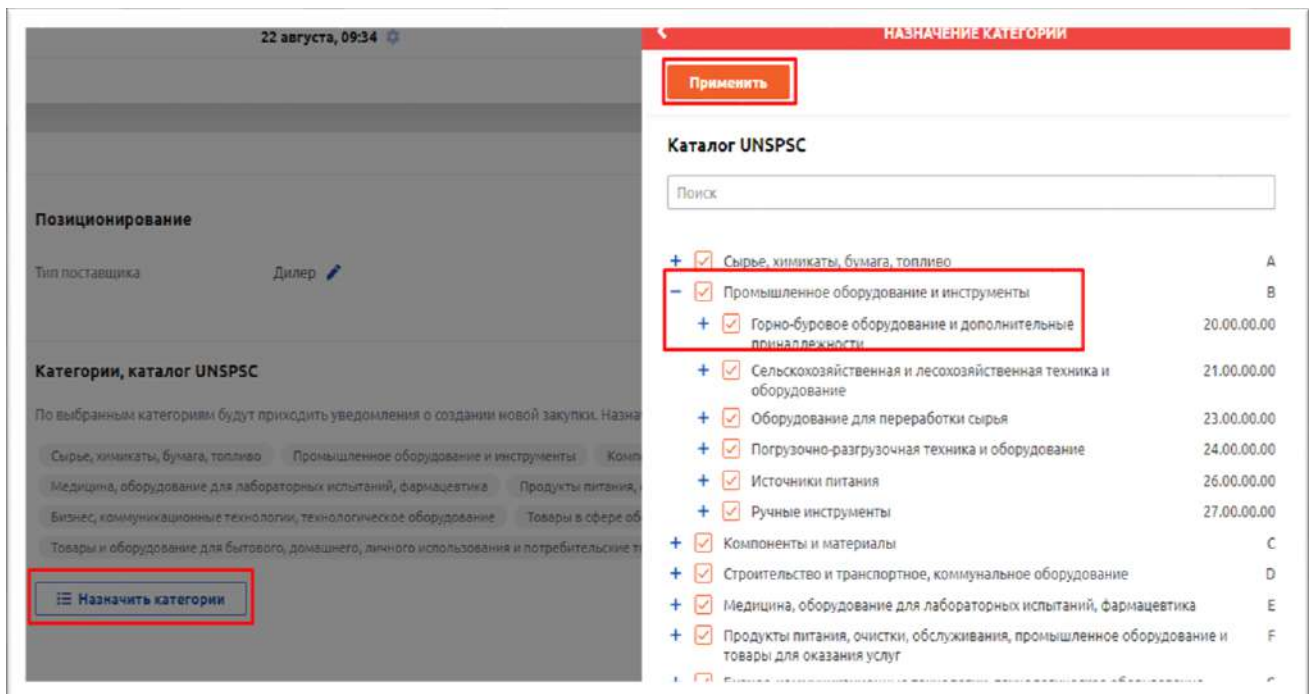 22 августа, 09:34
НАЗНАЧЕНИЕ КАТЕГОРИИ
Применить
Каталог UNSPSC
Поиск
Позиционирование
Тип поставщика Дилер
Категории, каталог UNSPSC
По выбранным категориям будут приходить уведомления о создании новой закупки. Назна
Сырье, химикаты, бумага, топливо Промышленное оборудование и инструменты Комп
Медицина, оборудование для лабораторных испытаний, фармацевтика Продукты питания,
Бизнес, коммуникационные технологии, технологическое оборудование Товары в сфере об
Товары и оборудование для бытового, домашнего, личного использования и потребительские т
Назначить категории
+ Сырье, химикаты, бумага, топливо A
− Промышленное оборудование и инструменты B
+ Горно-буровое оборудование и дополнительные 20.00.00.00
принадлежности
+ Сельскохозяйственная и лесохозяйственная техника и 21.00.00.00
оборудование
+ Оборудование для переработки сырья 23.00.00.00
+ Погрузочно-разгрузочная техника и оборудование 24.00.00.00
+ Источники питания 26.00.00.00
+ Ручные инструменты 27.00.00.00
+ Компоненты и материалы C
+ Строительство и транспортное, коммунальное оборудование D
+ Медицина, оборудование для лабораторных испытаний, фармацевтика E
+ Продукты питания, очистки, обслуживания, промышленное оборудование и F
товары для оказания услуг